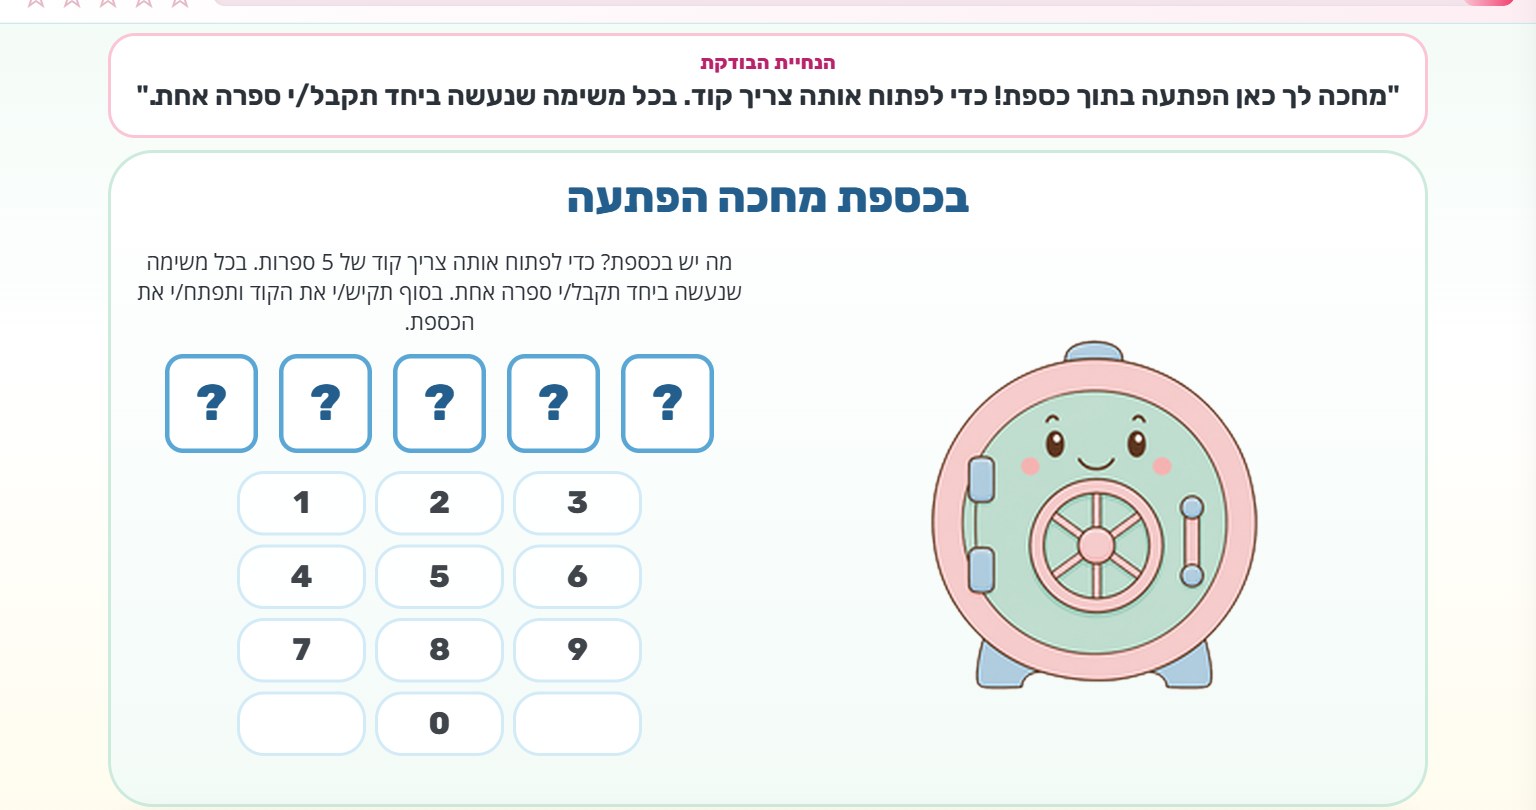 הנחיית הבודקת
"מחכה לך כאן הפתעה בתוך כספת! כדי לפתוח אותה צריך קוד. בכל משימה שנעשה ביחד תקבל/י ספרה אחת."
בכספת מחכה הפתעה
מה יש בכספת? כדי לפתוח אותה צריך קוד של 5 ספרות. בכל משימה
שנעשה ביחד תקבל/י ספרה אחת. בסוף תקיש/י את הקוד ותפתח/י את
הכספת.
? ? ? ? ?
1 2 3
4 5 6
7 8 9
0